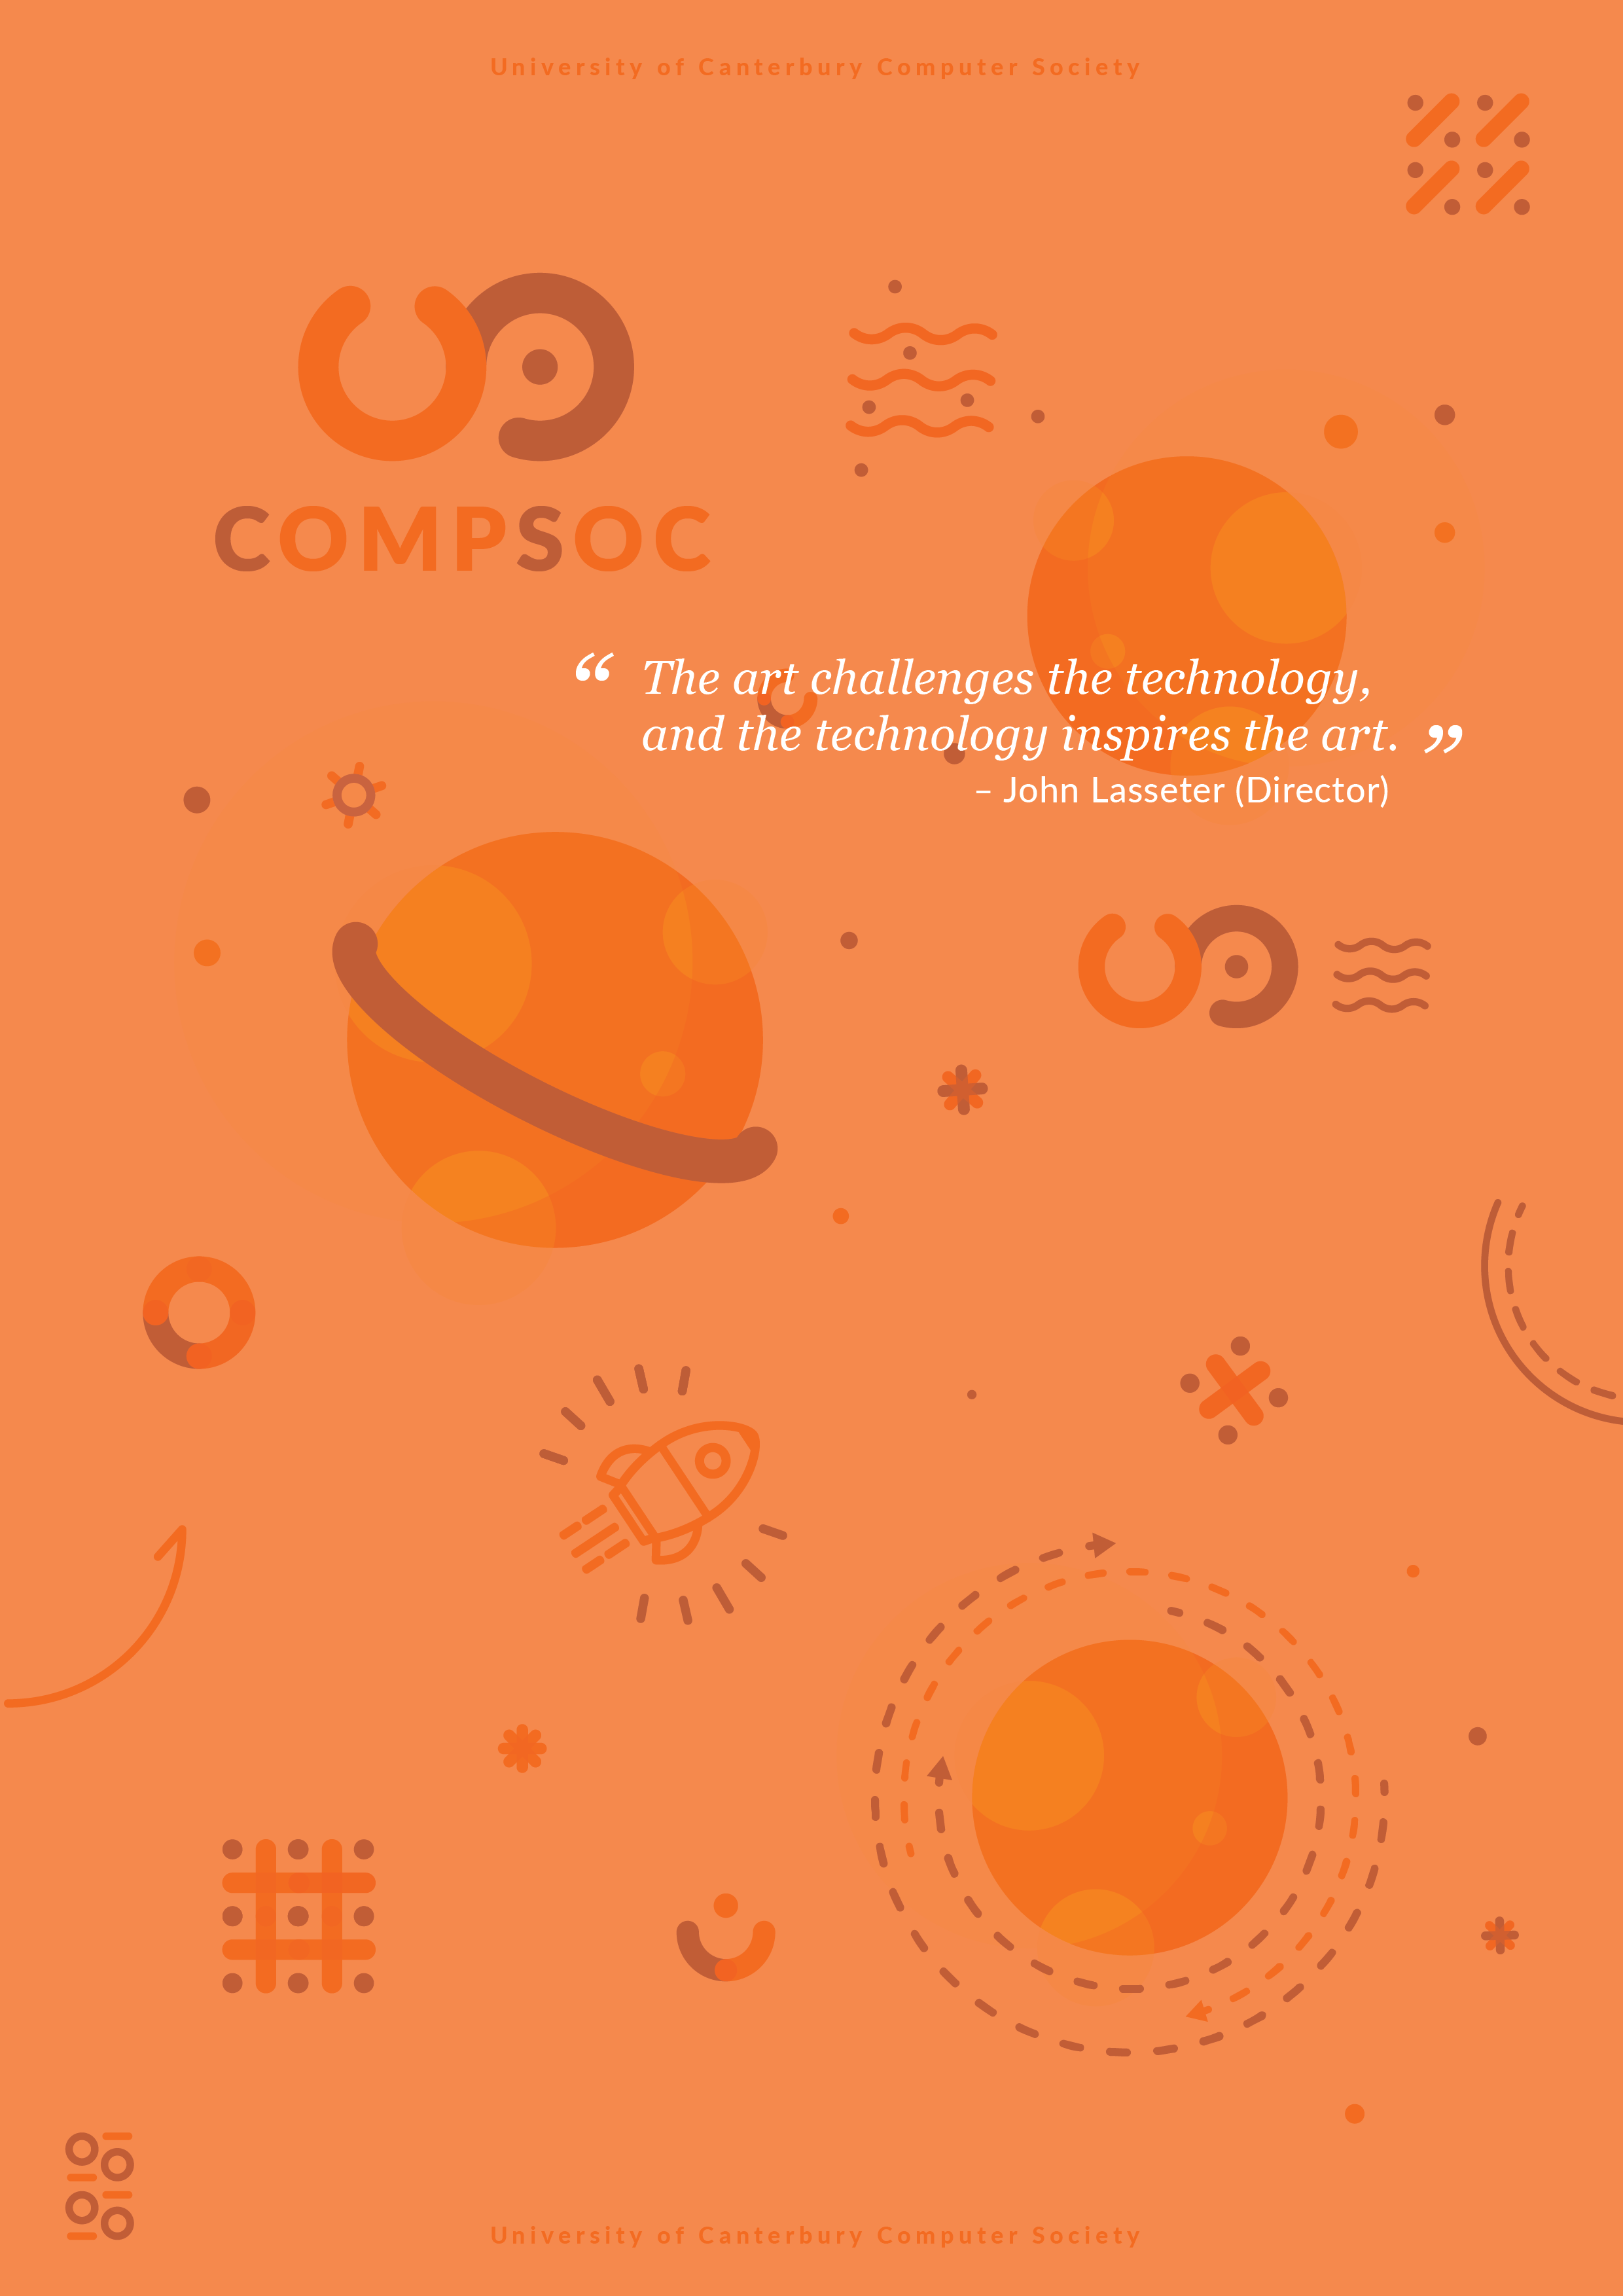 University of Canterbury Computer Society
COMPSOC
“ The art challenges the technology,
and the technology inspires the art. ”
– John Lasseter (Director)
University of Canterbury Computer Society